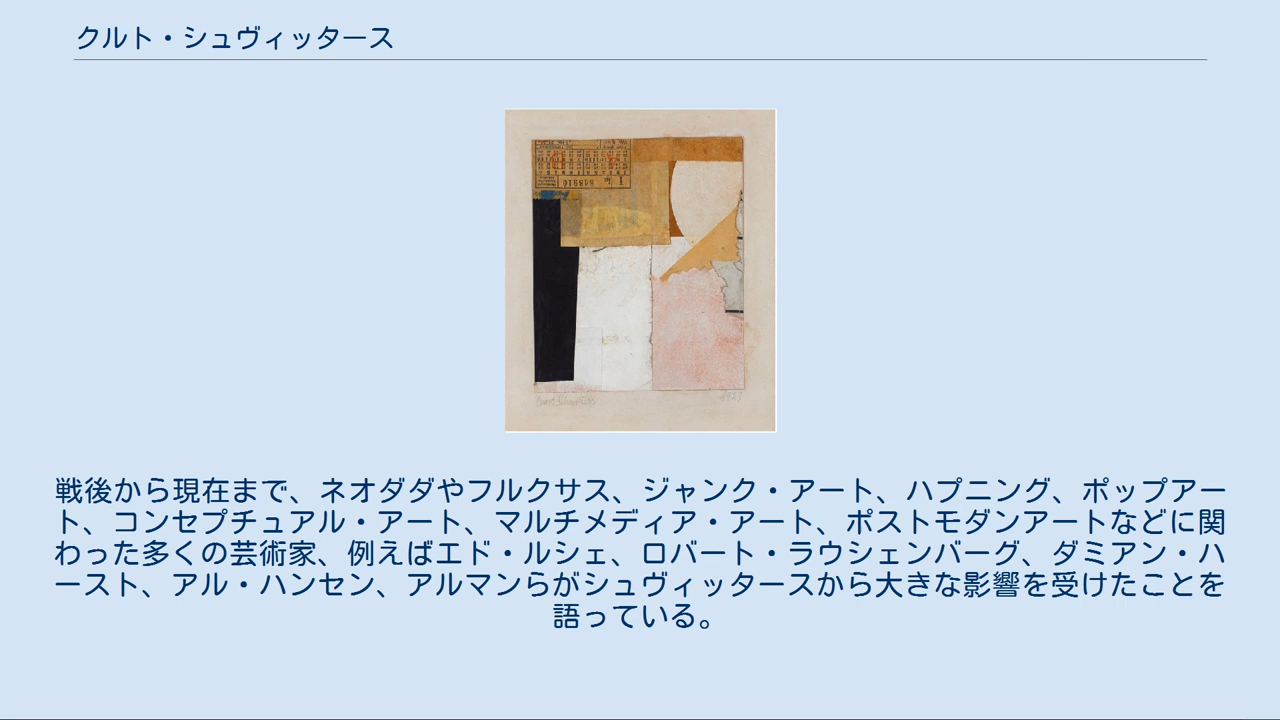 クルト・シュヴィッタース
戦後から現在まで、ネオダダやフルクサス、ジャンク・アート、ハプニング、ポップアー
ト、コンセプチュアル・アート、マルチメディア・アート、ポストモダンアートなどに関
わった多くの芸術家、例えばエド・ルシェ、ロバート・ラウシェンバーグ、ダミアン・ハ
ースト、アル・ハンセン、アルマンらがシュヴィッタースから大きな影響を受けたことを
語っている。